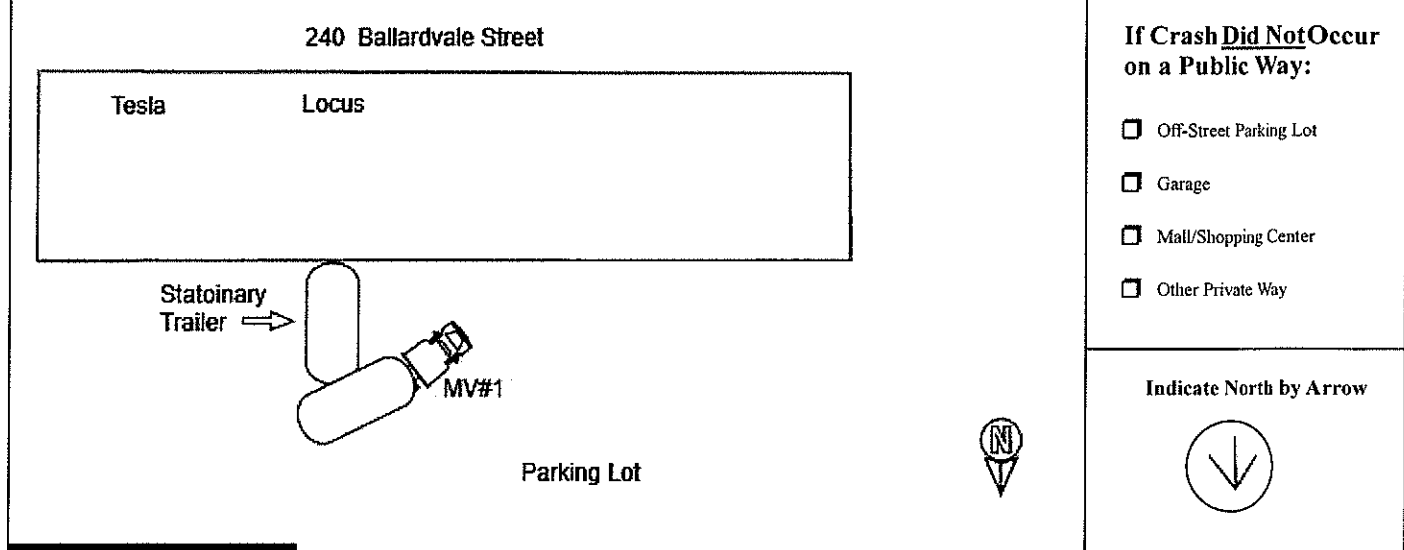 240 Ballardvale Street
Tesla
Locus
Statoinary
Trailer
MV#1
Parking Lot
N
If Crash Did Not Occur
on a Public Way:
Off-Street Parking Lot
Garage
Mall/Shopping Center
Other Private Way
Indicate North by Arrow